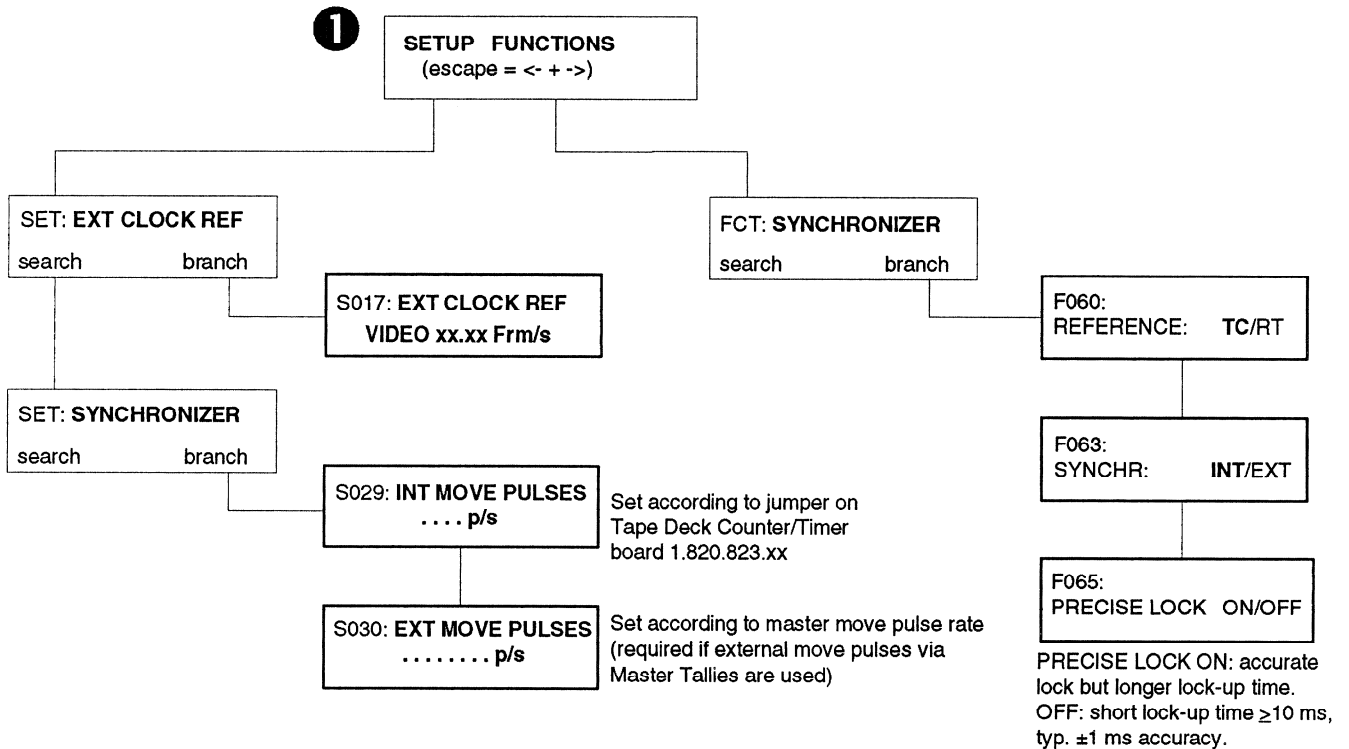 1
SETUP FUNCTIONS
(escape = <- + ->)
SET: EXT CLOCK REF
search branch
S017: EXT CLOCK REF
VIDEO xx.xx Frm/s
SET: SYNCHRONIZER
search branch
S029: INT MOVE PULSES
. . . . p/s
Set according to jumper on
Tape Deck Counter/Timer
board 1.820.823.xx
S030: EXT MOVE PULSES
. . . . . . . . p/s
Set according to master move pulse rate
(required if external move pulses via
Master Tallies are used)
FCT: SYNCHRONIZER
search branch
F060:
REFERENCE: TC/RT
F063:
SYNCHR: INT/EXT
F065:
PRECISE LOCK ON/OFF
PRECISE LOCK ON: accurate
lock but longer lock-up time.
OFF: short lock-up time ≥10 ms,
typ. ±1 ms accuracy.